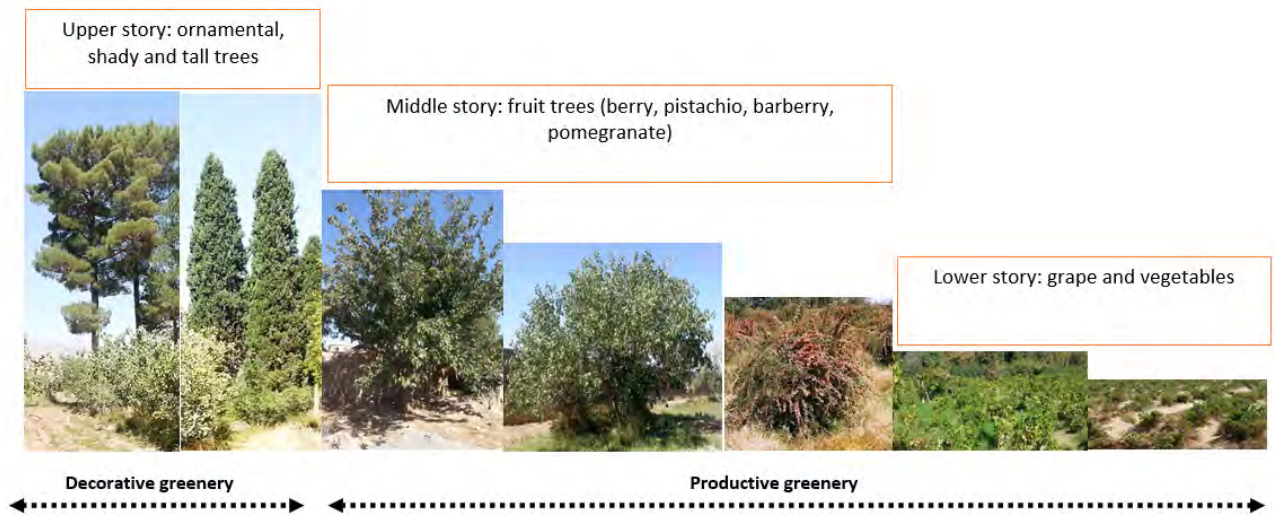 Upper story: ornamental,
shady and tall trees
Middle story: fruit trees (berry, pistachio, barberry,
pomegranate)
Lower story: grape and vegetables
Decorative greenery
Productive greenery